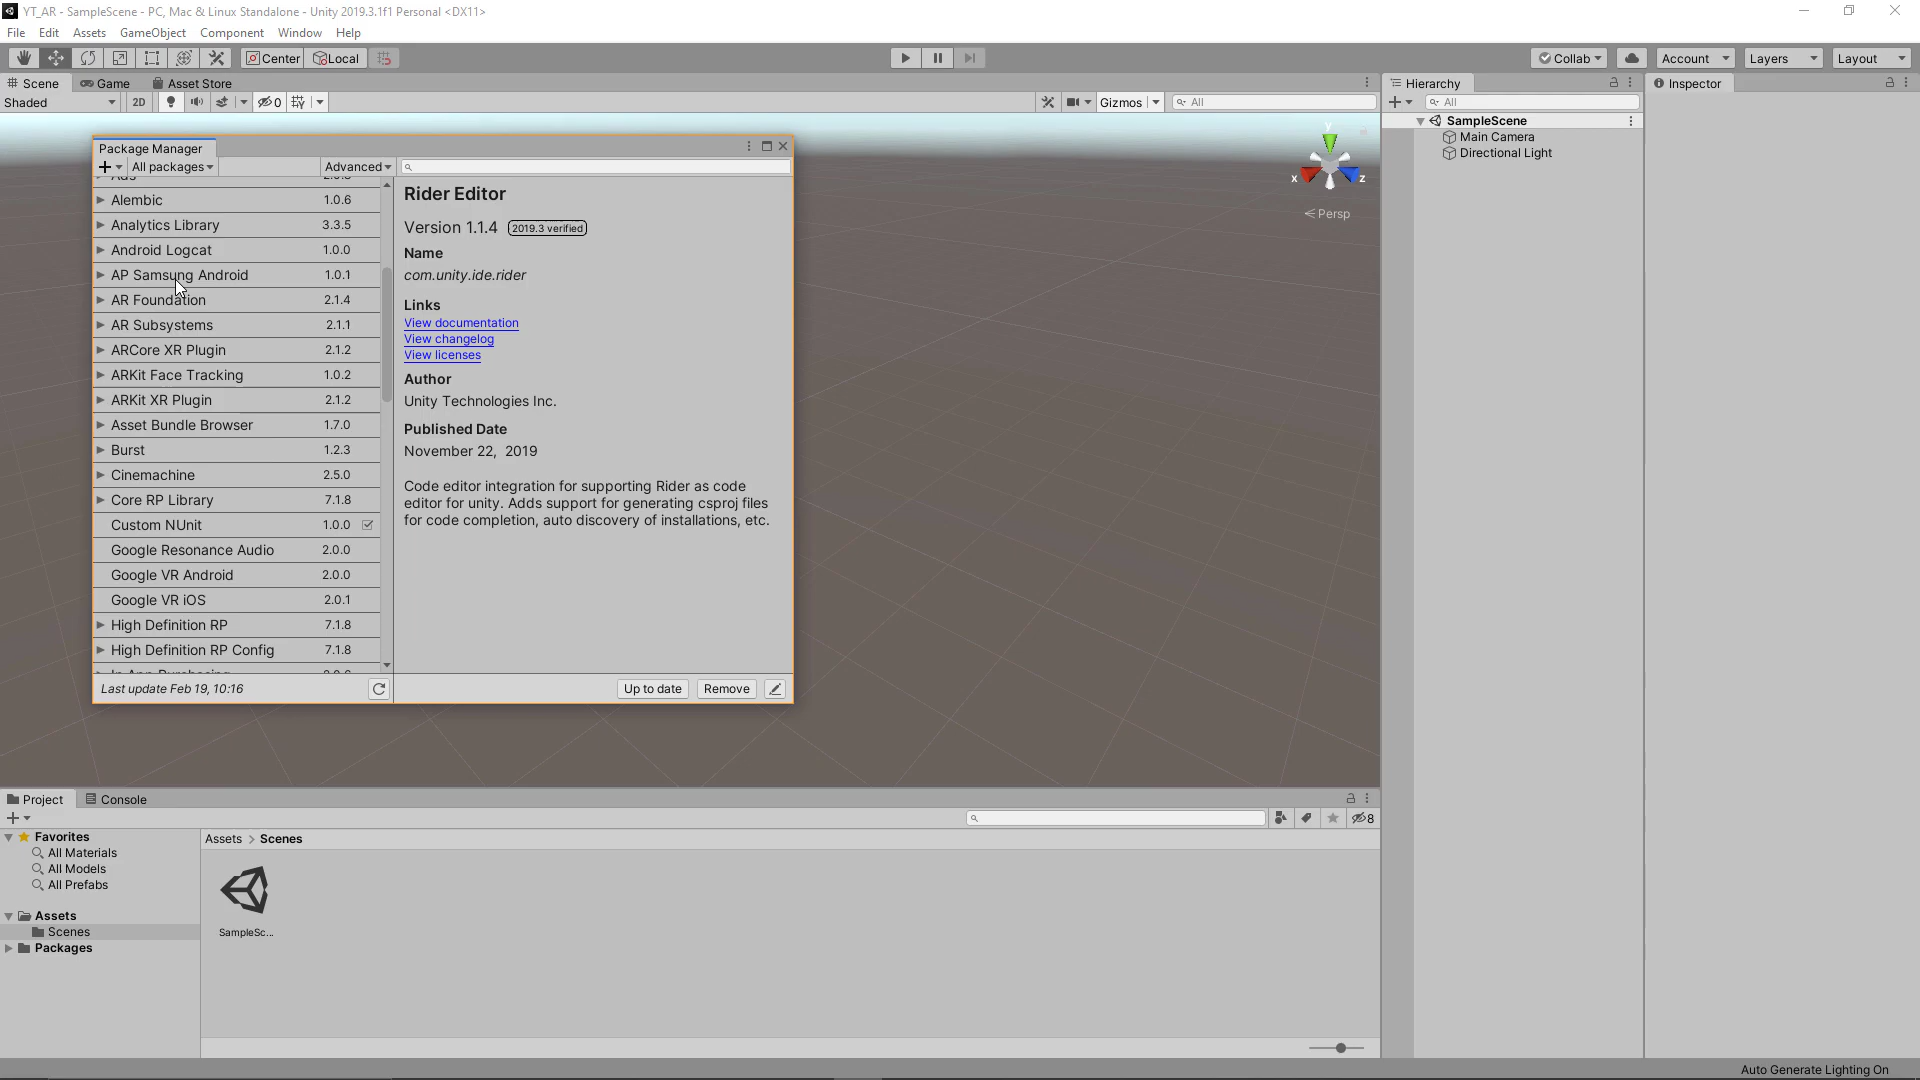 YT_AR - SampleScene - PC, Mac & Linux Standalone - Unity 2019.3.1f1 Personal <DX11>
File Edit Assets GameObject Component Window Help
Center Local Collab Account Layers Layout
Scene Game Asset Store
Shaded 2D 0 Gizmos All
Package Manager
All packages Advanced
Alembic 1.0.6
Analytics Library 3.3.5
Android Logcat 1.0.0
AP Samsung Android 1.0.1
AR Foundation 2.1.4
AR Subsystems 2.1.1
ARCore XR Plugin 2.1.2
ARKit Face Tracking 1.0.2
ARKit XR Plugin 2.1.2
Asset Bundle Browser 1.7.0
Burst 1.2.3
Cinemachine 2.5.0
Core RP Library 7.1.8
Custom NUnit 1.0.0
Google Resonance Audio 2.0.0
Google VR Android 2.0.0
Google VR iOS 2.0.1
High Definition RP 7.1.8
High Definition RP Config 7.1.8
Last update Feb 19, 10:16
Rider Editor
Version 1.1.4 2019.3 verified
Name
com.unity.ide.rider
Links
View documentation
View changelog
View licenses
Author
Unity Technologies Inc.
Published Date
November 22, 2019
Code editor integration for supporting Rider as code
editor for unity. Adds support for generating csproj files
for code completion, auto discovery of installations, etc.
Up to date Remove
y
x z
Persp
Hierarchy
All
SampleScene
Main Camera
Directional Light
Inspector
Project Console
8
Favorites
All Materials
All Models
All Prefabs
Assets
Scenes
Packages
Assets > Scenes
SampleSc...
Auto Generate Lighting On